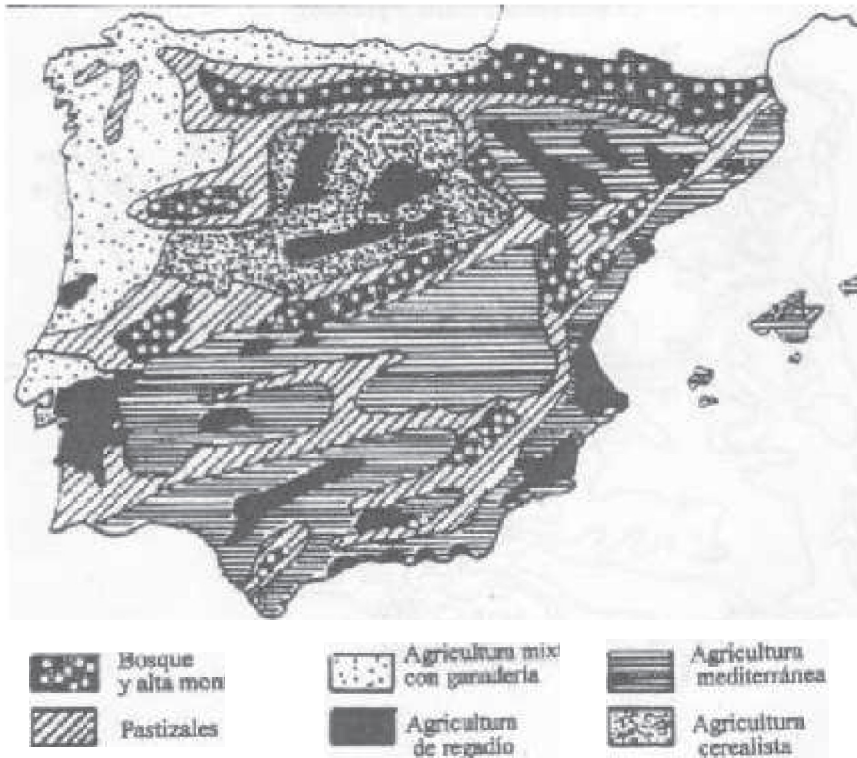 Bosque
y alta mon
Pastizales
Agricultura mix
con ganadería
Agricultura
de regadío
Agricultura
mediterránea
Agricultura
cerealista